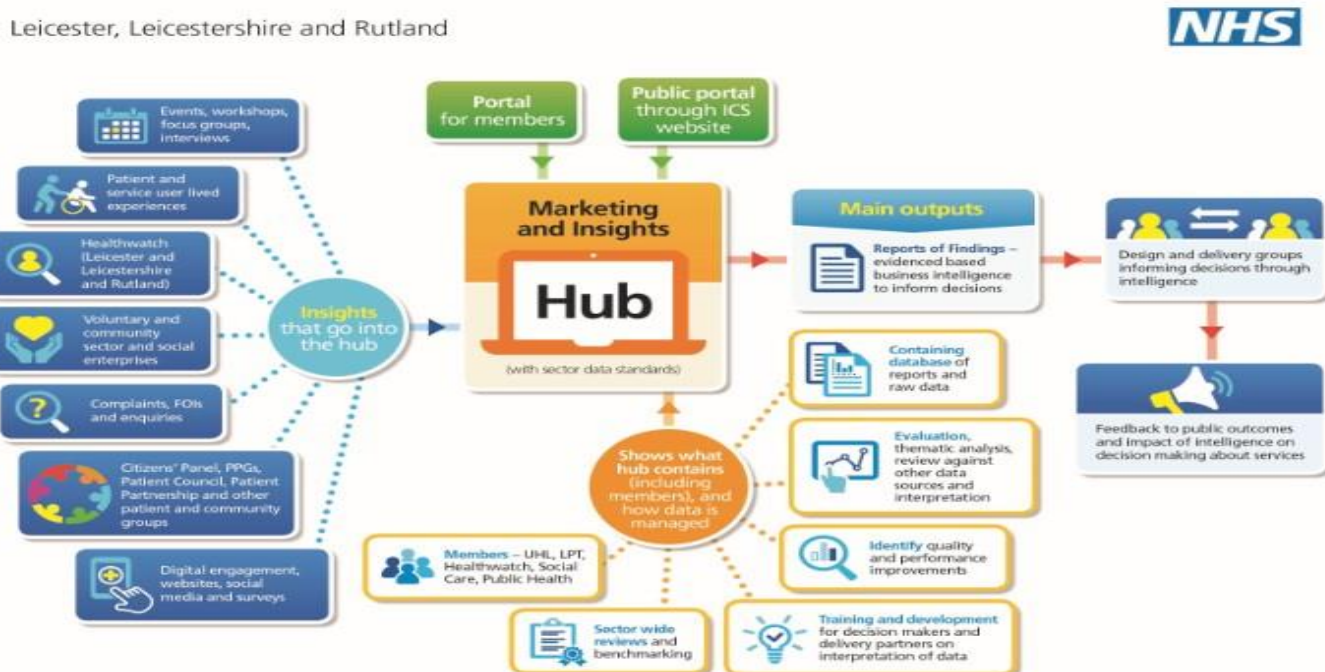 Leicester, Leicestershire and Rutland
NHS
Events, workshops,
focus groups,
interviews
Patient and
service user lived
experiences
Healthwatch
(Leicester and
Leicestershire
and Rutland)
Voluntary and
community
sector and social
enterprises
Complaints, FOIs
and enquiries
Citizens' Panel, PPGs,
Patient Council, Patient
Partnership and other
patient and community
groups
Digital engagement,
websites, social
media and surveys
Insights
that go into
the hub
Portal
for members
Public portal
through ICS
website
Marketing
and Insights
Hub
(with sector data standards)
Main outputs
Reports of Findings –
evidenced based
business intelligence
to inform decisions
Design and delivery groups
informing decisions through
intelligence
Feedback to public outcomes
and impact of intelligence on
decision making about services
Shows what
hub contains
(including
members), and
how data is
managed
Containing
database of
reports and
raw data
Evaluation,
thematic analysis,
review against
other data
sources and
interpretation
Identify quality
and performance
improvements
Training and development
for decision makers and
delivery partners on
interpretation of data
Sector wide
reviews and
benchmarking
Members – UHL, LPT,
Healthwatch, Social
Care, Public Health